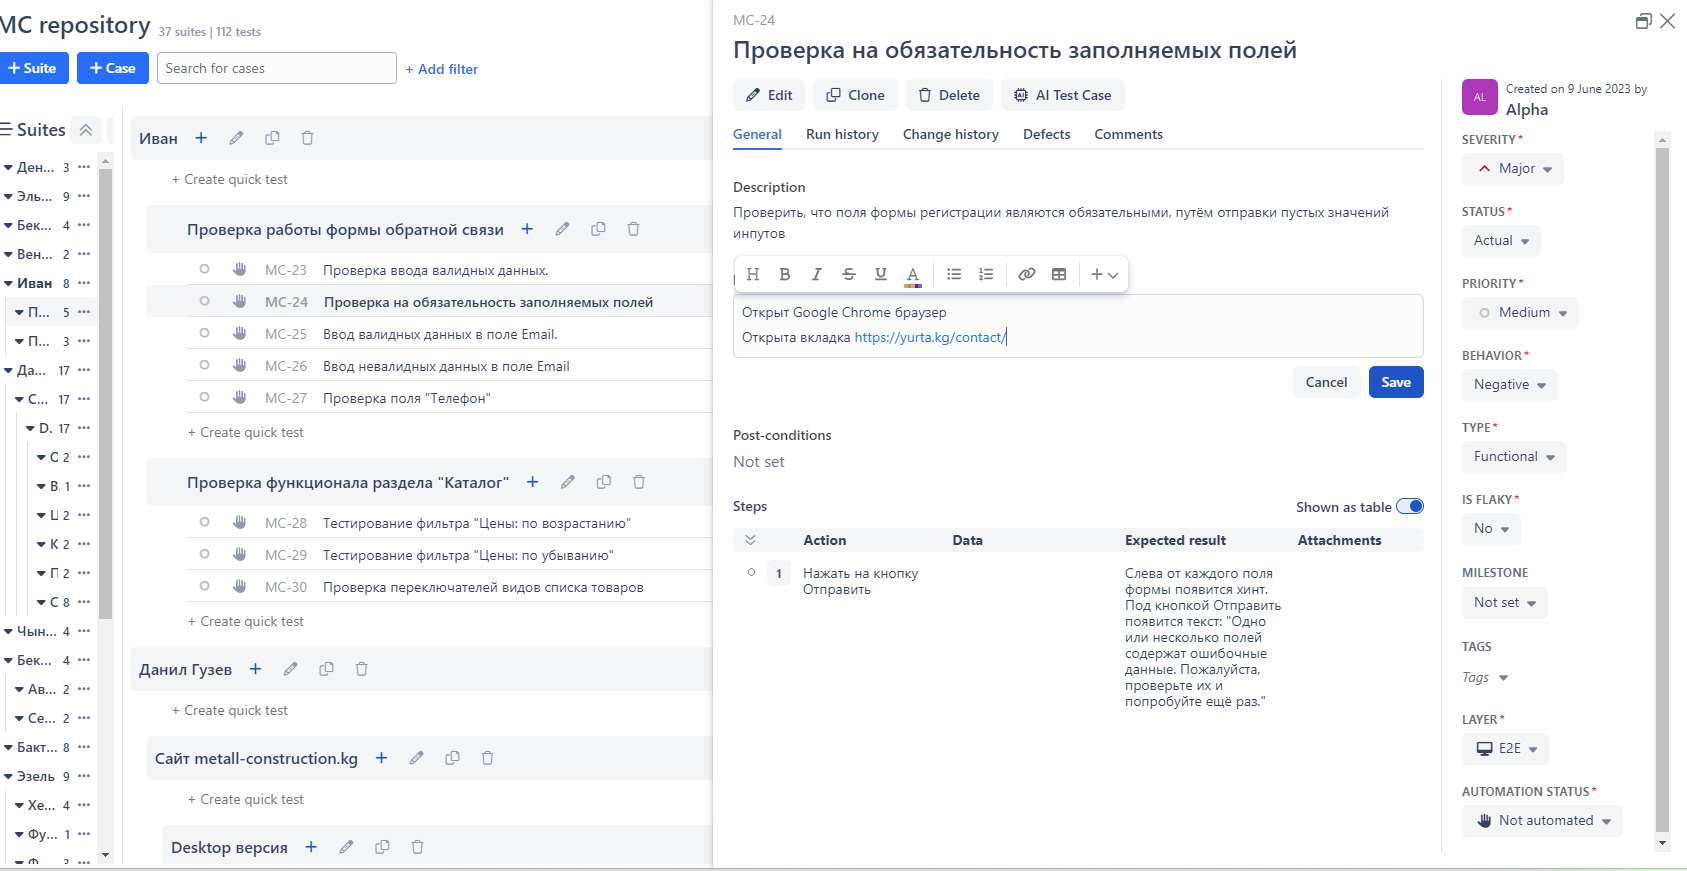 MC repository 37 suites | 112 tests
+ Suite
+ Case
Search for cases
+ Add filter
Suites
Ден... 3
Эль... 9
Бек... 4
Вен... 2
Иван 8
П... 5
П... 3
Да... 17
С... 17
D. 17
С 2
В. 1
2
К 2
2
С 8
Чын... 4
Бек... 4
Ав... 2
Се... 2
Бакт... 8
Эзель 9
Хе... 4
Фу... 1
Иван
+ Create quick test
Проверка работы формы обратной связи
MC-23 Проверка ввода валидных данных.
MC-24 Проверка на обязательность заполняемых полей
MC-25 Ввод валидных данных в поле Email.
MC-26 Ввод невалидных данных в поле Email
MC-27 Проверка поля "Телефон"
+ Create quick test
Проверка функционала раздела "Каталог"
MC-28 Тестирование фильтра "Цены: по возрастанию"
MC-29 Тестирование фильтра "Цены: по убыванию"
MC-30 Проверка переключателей видов списка товаров
+ Create quick test
Данил Гузев
+ Create quick test
Сайт metall-construction.kg
+ Create quick test
Desktop версия
MC-24
Проверка на обязательность заполняемых полей
Edit
Clone
Delete
AI Test Case
General
Run history
Change history
Defects
Comments
Description
Проверить, что поля формы регистрации являются обязательными, путём отправки пустых значений
инпутов
H B I S U A
Открыт Google Chrome браузер
Открыта вкладка https://yurta.kg/contact/
Cancel
Save
Post-conditions
Not set
Steps
Shown as table
Action Data Expected result Attachments
1
Нажать на кнопку
Отправить
Слева от каждого поля
формы появится хинт.
Под кнопкой Отправить
появится текст: "Одно
или несколько полей
содержат ошибочные
данные. Пожалуйста,
проверьте их и
попробуйте ещё раз."
AL
Created on 9 June 2023 by
Alpha
SEVERITY*
Major
STATUS*
Actual
PRIORITY*
Medium
BEHAVIOR*
Negative
TYPE*
Functional
IS FLAKY*
No
MILESTONE
Not set
TAGS
Tags
LAYER*
E2E
AUTOMATION STATUS*
Not automated